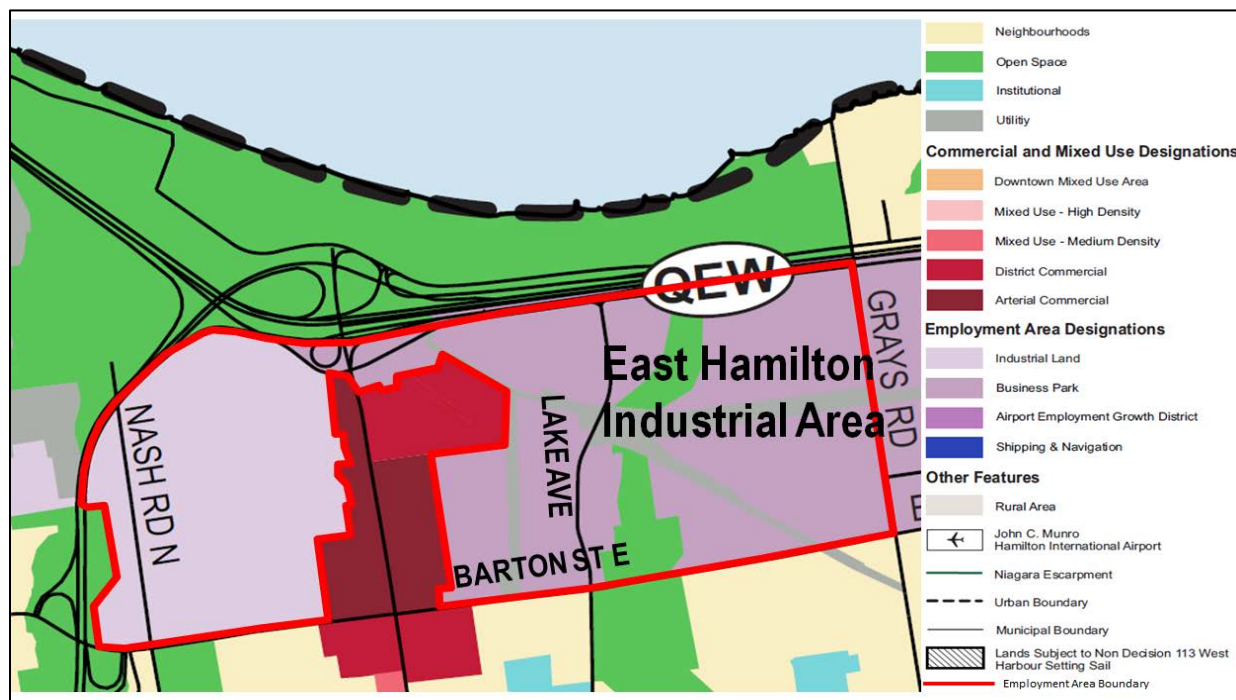 QEW
East Hamilton
Industrial Area
GRAYS RD
LAKE AVE
NASH RD N
BARTON ST E
E
Neighbourhoods
Open Space
Institutional
Utilitiy
Commercial and Mixed Use Designations
Downtown Mixed Use Area
Mixed Use - High Density
Mixed Use - Medium Density
District Commercial
Arterial Commercial
Employment Area Designations
Industrial Land
Business Park
Airport Employment Growth District
Shipping & Navigation
Other Features
Rural Area
John C. Munro
Hamilton International Airport
Niagara Escarpment
Urban Boundary
Municipal Boundary
Lands Subject to Non Decision 113 West
Harbour Setting Sail
Employment Area Boundary